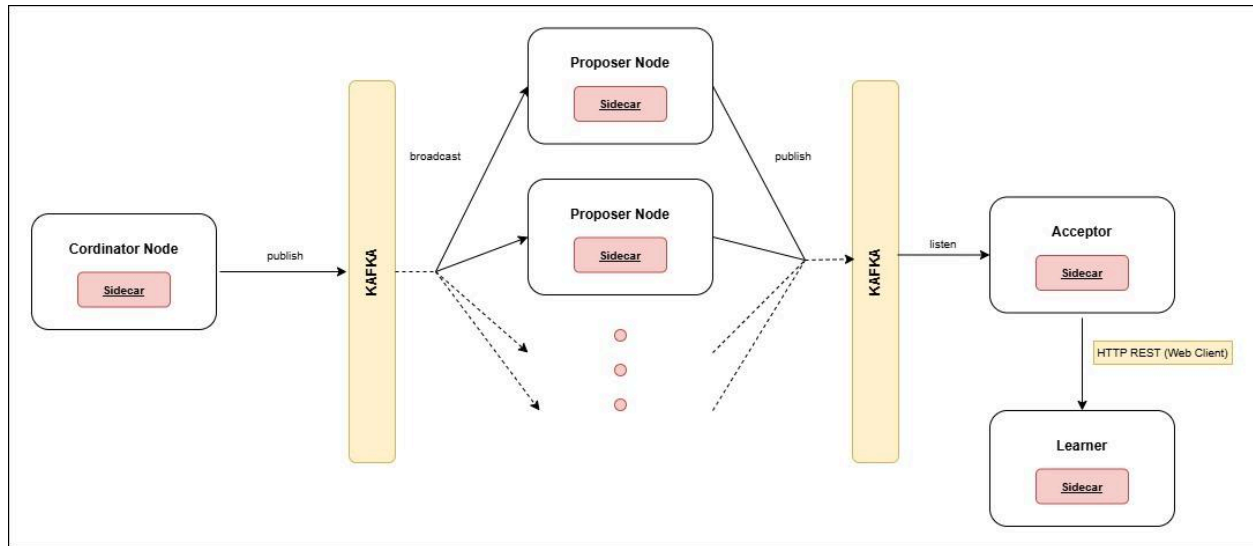 Cordinator Node
Sidecar
publish
KAFKA
broadcast
Proposer Node
Sidecar
Proposer Node
Sidecar
publish
KAFKA
listen
Acceptor
Sidecar
HTTP REST (Web Client)
Learner
Sidecar